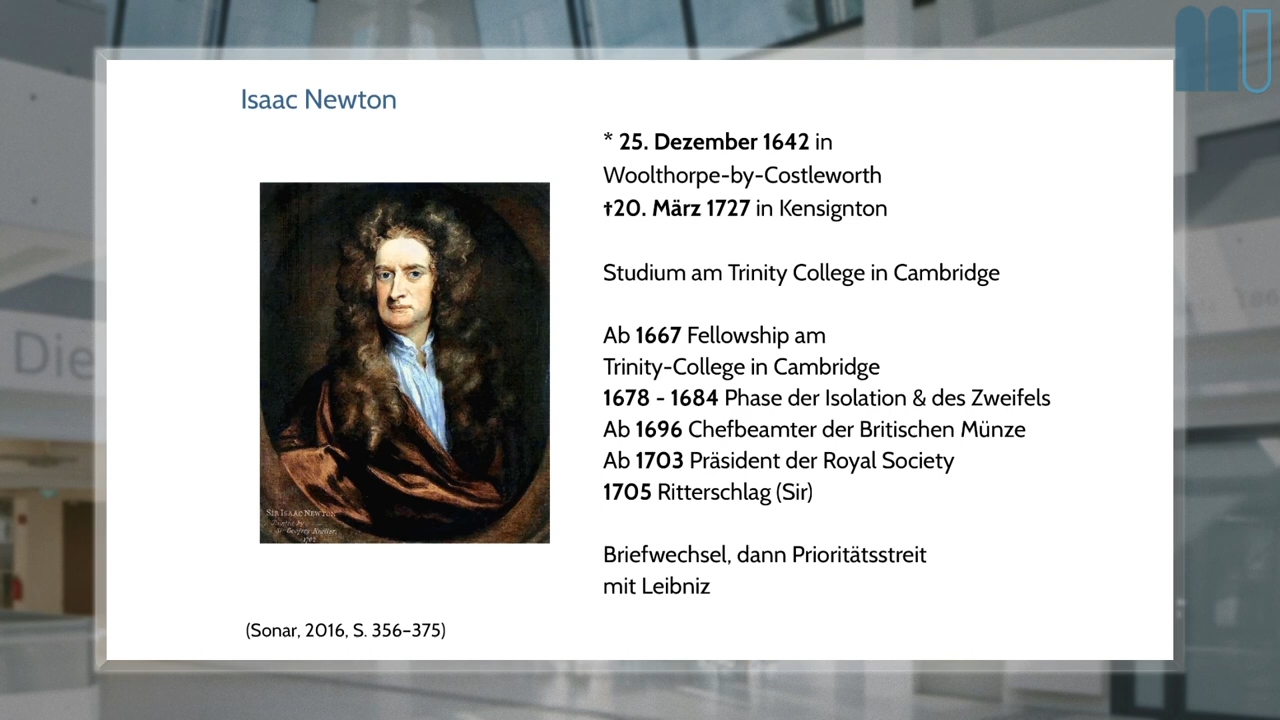 Isaac Newton
* 25. Dezember 1642 in
Woolthorpe-by-Costleworth
†20. März 1727 in Kensignton
Studium am Trinity College in Cambridge
Ab 1667 Fellowship am
Trinity-College in Cambridge
1678 - 1684 Phase der Isolation & des Zweifels
Ab 1696 Chefbeamter der Britischen Münze
Ab 1703 Präsident der Royal Society
1705 Ritterschlag (Sir)
Briefwechsel, dann Prioritätsstreit
mit Leibniz
SIR ISAAC NEWTON
(Sonar, 2016, S. 356–375)
Die